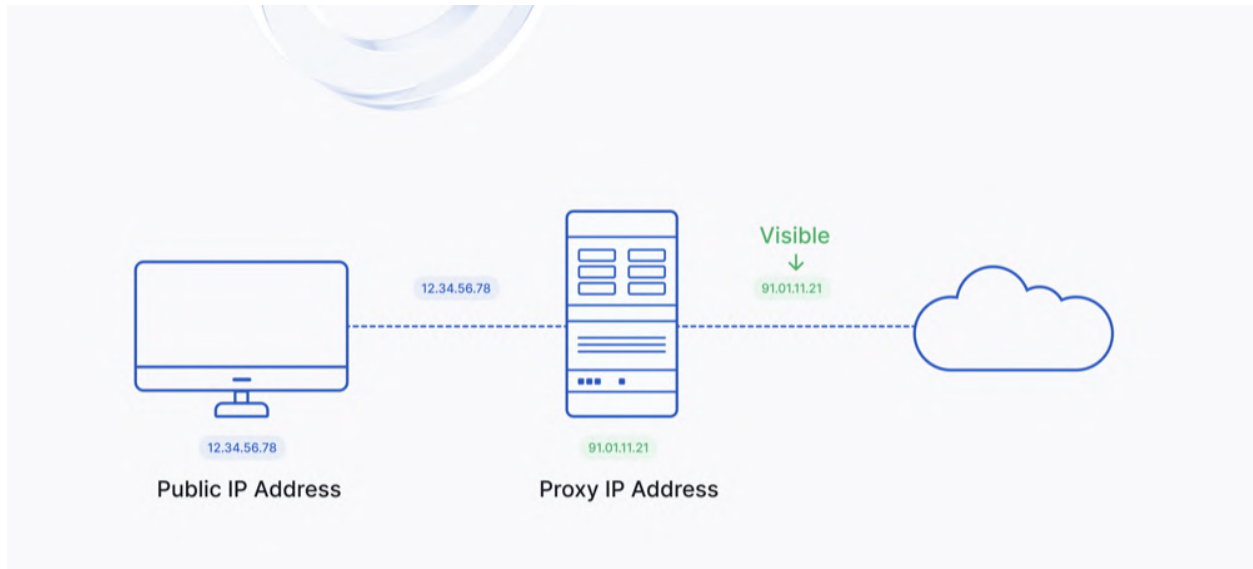 Visible
↓
12.34.56.78
91.01.11.21
12.34.56.78
91.01.11.21
Public IP Address
Proxy IP Address